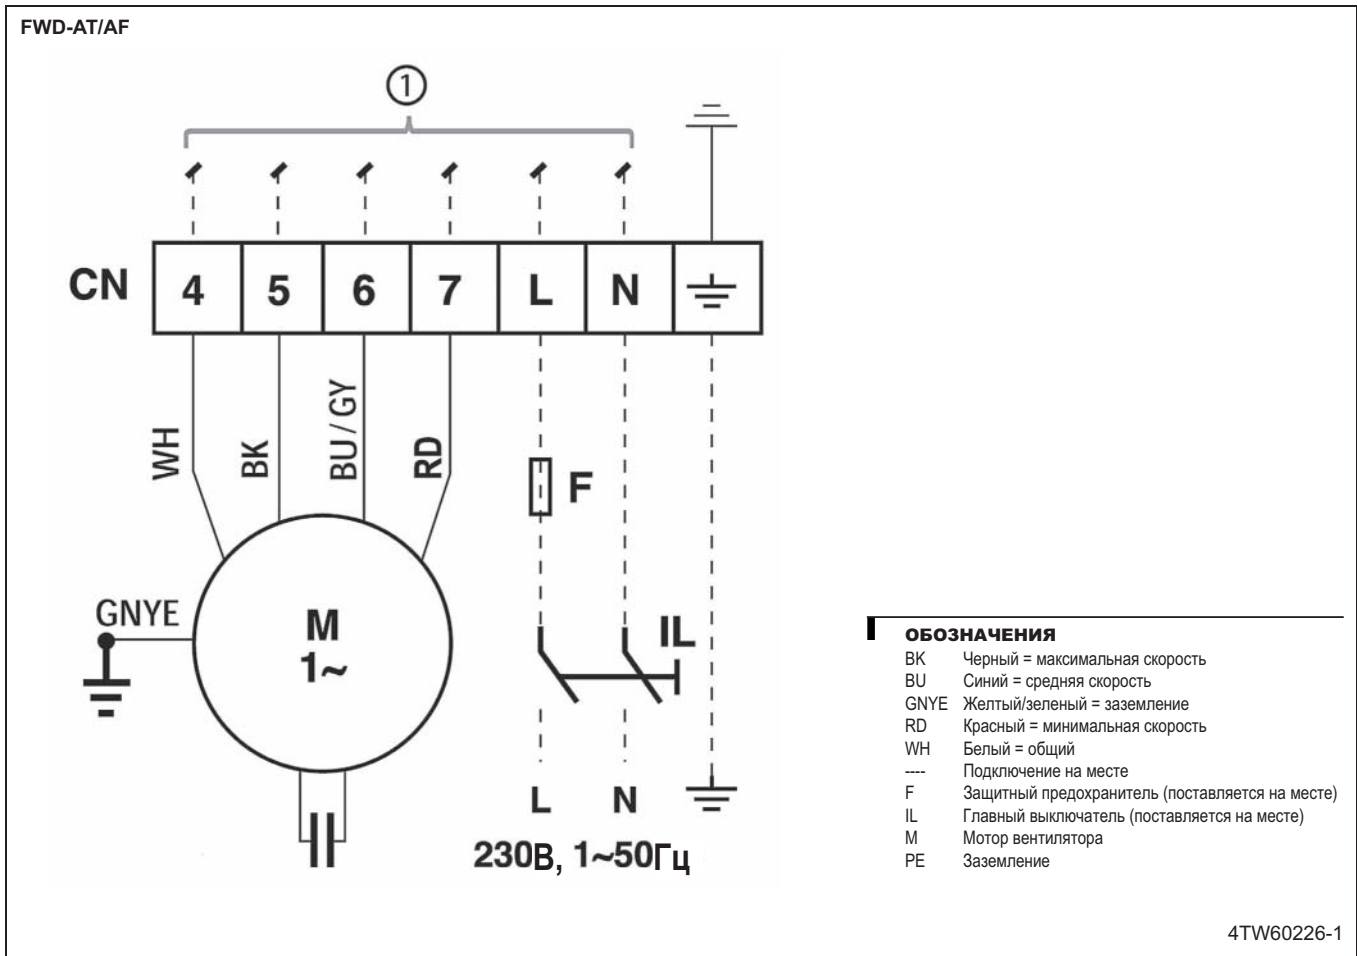 FWD-AT/AF
①
CN 4 5 6 7 L N
WH BK BU / GY RD
F
GNYE
M
1~
IL
L N
230В, 1~50Гц
ОБОЗНАЧЕНИЯ
BK Черный = максимальная скорость
BU Синий = средняя скорость
GNYE Желтый/зеленый = заземление
RD Красный = минимальная скорость
WH Белый = общий
---- Подключение на месте
F Защитный предохранитель (поставляется на месте)
IL Главный выключатель (поставляется на месте)
M Мотор вентилятора
PE Заземление
4TW60226-1